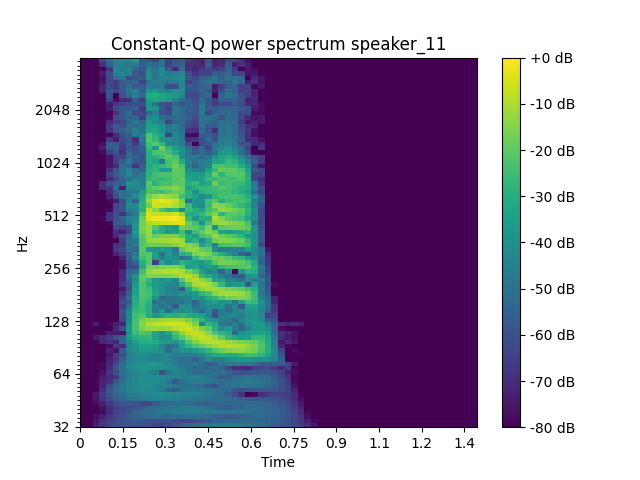 Constant-Q power spectrum speaker_11
Hz
2048
1024
512
256
128
64
32
0 0.15 0.3 0.45 0.6 0.75 0.9 1.1 1.2 1.4
Time
+0 dB
-10 dB
-20 dB
-30 dB
-40 dB
-50 dB
-60 dB
-70 dB
-80 dB